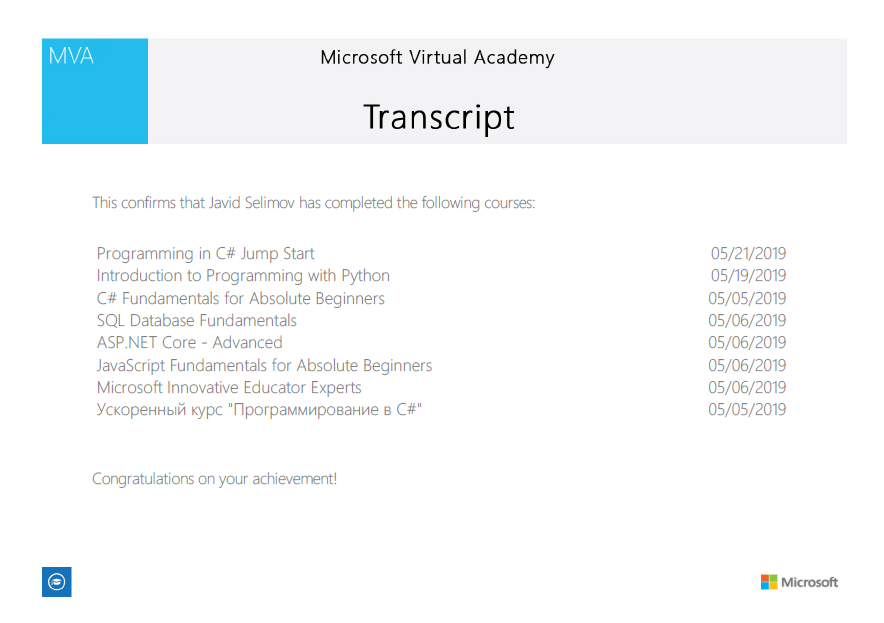 MVA
Microsoft Virtual Academy
Transcript
This confirms that Javid Selimov has completed the following courses:
Programming in C# Jump Start 05/21/2019
Introduction to Programming with Python 05/19/2019
C# Fundamentals for Absolute Beginners 05/05/2019
SQL Database Fundamentals 05/06/2019
ASP.NET Core - Advanced 05/06/2019
JavaScript Fundamentals for Absolute Beginners 05/06/2019
Microsoft Innovative Educator Experts 05/06/2019
Ускоренный курс "Программирование в C#" 05/05/2019
Congratulations on your achievement!
Microsoft